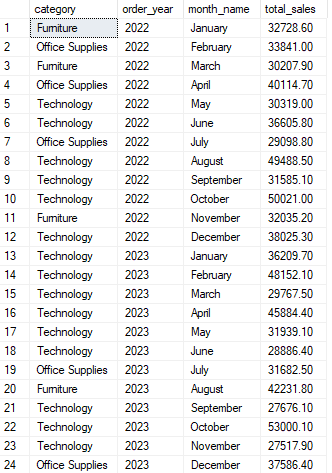 category order_year month_name total_sales
1 Furniture 2022 January 32728.60
2 Office Supplies 2022 February 33841.00
3 Furniture 2022 March 30207.90
4 Office Supplies 2022 April 40114.70
5 Technology 2022 May 30319.00
6 Technology 2022 June 36605.80
7 Office Supplies 2022 July 29098.80
8 Technology 2022 August 49488.50
9 Technology 2022 September 31585.10
10 Technology 2022 October 50021.00
11 Furniture 2022 November 32035.20
12 Technology 2022 December 38025.30
13 Technology 2023 January 36209.70
14 Technology 2023 February 48152.10
15 Technology 2023 March 29767.50
16 Technology 2023 April 45884.40
17 Technology 2023 May 31939.10
18 Technology 2023 June 28886.40
19 Office Supplies 2023 July 31682.50
20 Furniture 2023 August 42231.80
21 Technology 2023 September 27676.10
22 Technology 2023 October 53000.10
23 Technology 2023 November 27517.90
24 Office Supplies 2023 December 37586.40